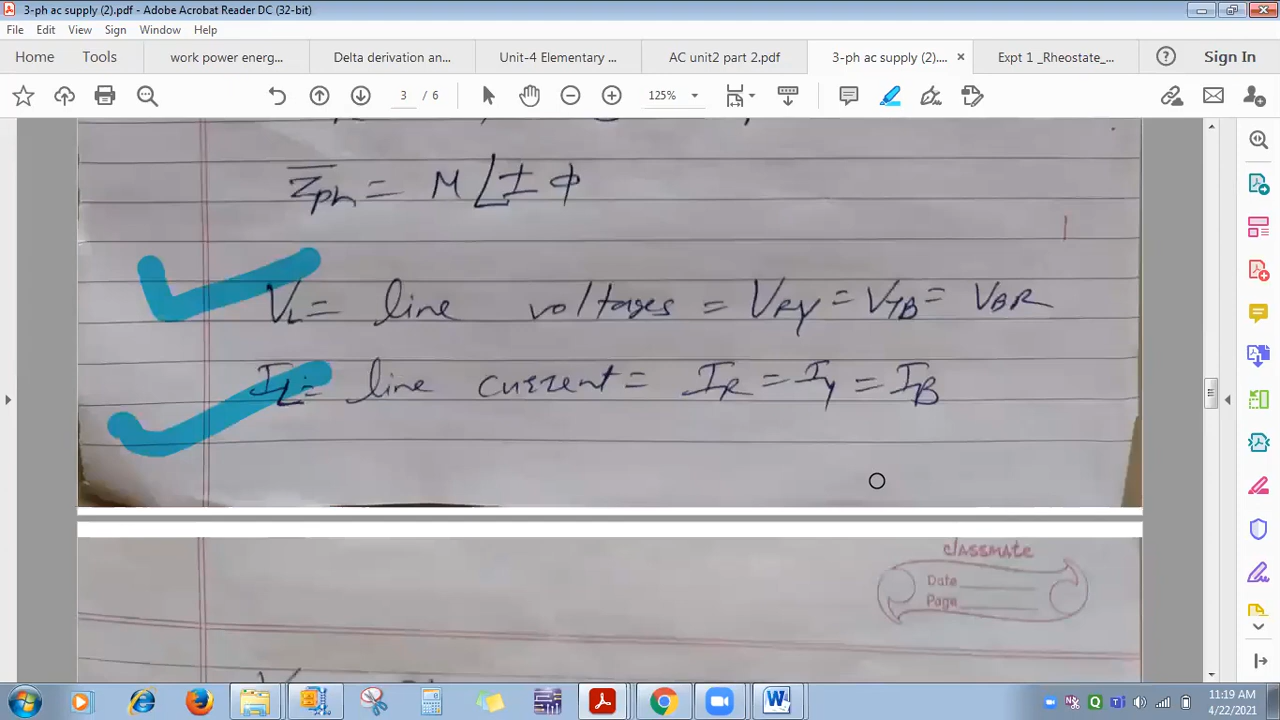 3-ph ac supply (2).pdf - Adobe Acrobat Reader DC (32-bit)
File Edit View Sign Window Help
Home Tools work power energ... Delta derivation an... Unit-4 Elementary ... AC unit2 part 2.pdf 3-ph ac supply (2).... × Expt 1 _Rheostate_... Sign In
3 / 6 125%
Z̅ph = M∠± Φ
VL = line voltages = VRY = VYB = VBR
IL = line current = IR = IY = IB
classmate
Date
Page
11:19 AM
4/22/2021